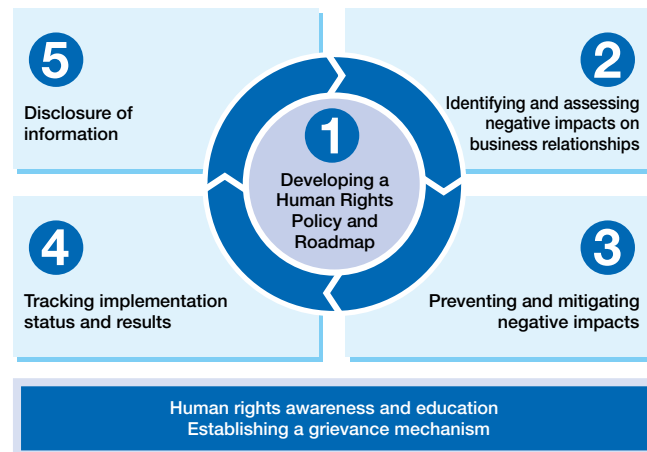 1
Developing a
Human Rights
Policy and
Roadmap
2
Identifying and assessing
negative impacts on
business relationships
3
Preventing and mitigating
negative impacts
4
Tracking implementation
status and results
5
Disclosure of
information
Human rights awareness and education
Establishing a grievance mechanism